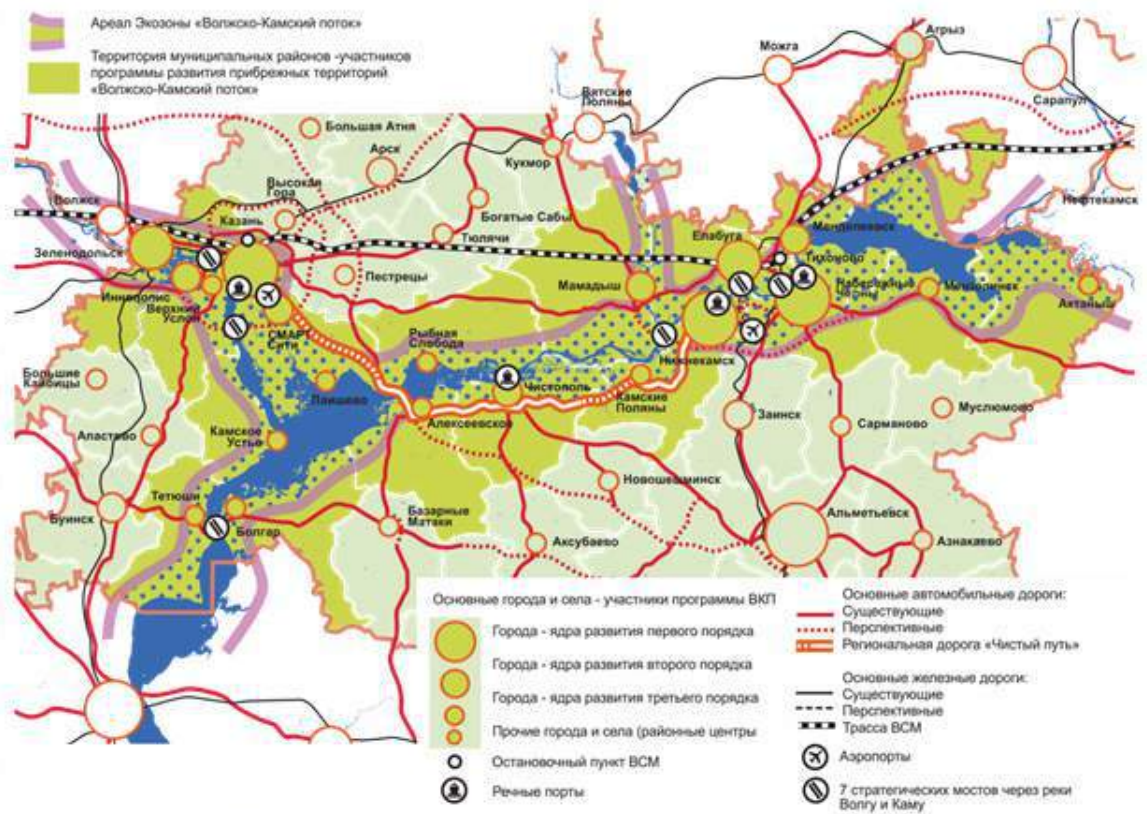 Ареал Экозоны «Волжско-Камский поток»
Территория муниципальных районов -участников
программы развития прибрежных территорий
«Волжско-Камский поток»
Агрыз
Можга
Сарапул
Вятские
Поляны
Большая Атня
Арск
Кукмор
Высокая
Гора
Волжск
Казань
Богатые Сабы
Нефтекамск
Менделеевск
Елабуга
Зеленодольск
Тюлячи
Тихоново
Пестрецы
Иннополис
Мамадыш
Набережные
Челны
Мензелинск
Актаныш
Верхний
Услон
СМАРТ
Сити
Рыбная
Слобода
Нижнекамск
Большие
Кайбицы
Лаишево
Чистополь
Камские
Поляны
Заинск
Муслюмово
Сарманово
Алексеевское
Апастово
Камское
Устье
Новошешминск
Тетюши
Буинск
Болгар
Базарные
Матаки
Альметьевск
Аксубаево
Азнакаево
Основные города и села - участники программы ВКП
Города - ядра развития первого порядка
Города - ядра развития второго порядка
Города - ядра развития третьего порядка
Прочие города и села (районные центры
Остановочный пункт ВСМ
Речные порты
Основные автомобильные дороги:
Существующие
Перспективные
Региональная дорога «Чистый путь»
Основные железные дороги:
Существующие
Перспективные
Трасса ВСМ
Аэропорты
7 стратегических мостов через реки
Волгу и Каму